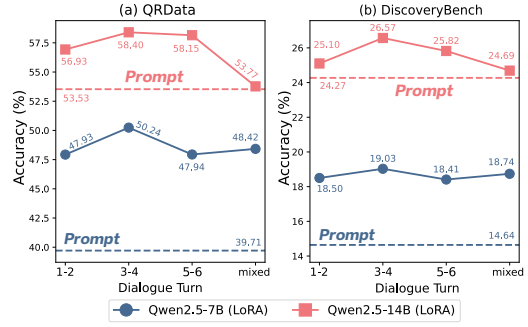 (a) QRData
Accuracy (%)
57.5
55.0
52.5
50.0
47.5
45.0
42.5
40.0
56,93
58,40
58.15
53.77
Prompt
53.53
47.93
50.24
47.94
48.42
Prompt
39.71
1-2
3-4
5-6
mixed
Dialogue Turn
(b) DiscoveryBench
Accuracy (%)
26
24
22
20
18
16
14
25.10
26.57
25.82
24.69
24.27
Prompt
18.50
19.03
18.41
18.74
Prompt
14.64
1-2
3-4
5-6
mixed
Dialogue Turn
Qwen2.5-7B (LoRA)
Qwen2.5-14B (LoRA)